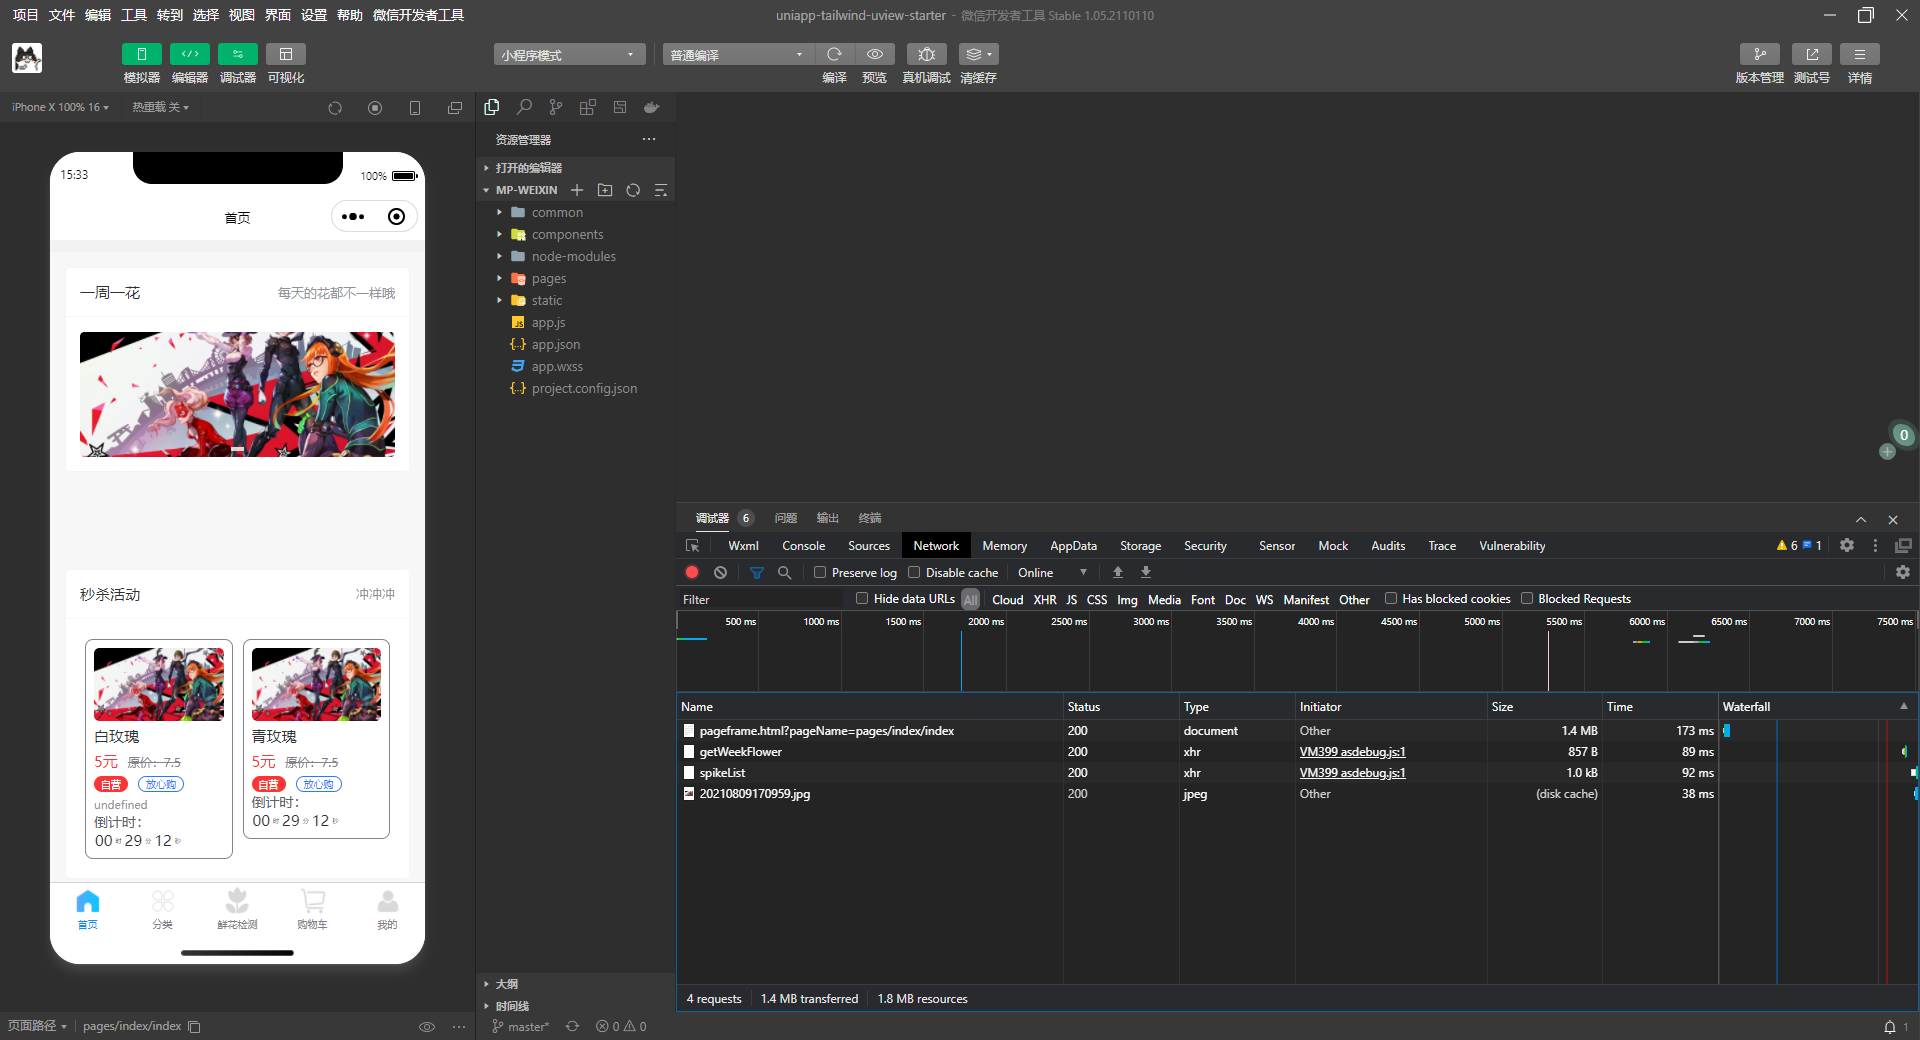 项目 文件 编辑 工具 转到 选择 视图 界面 设置 帮助 微信开发者工具
uniapp-tailwind-uview-starter - 微信开发者工具 Stable 1.05.2110110
小程序模式
普通编译
模拟器 编辑器 调试器 可视化
编译 预览 真机调试 清缓存
版本管理 测试号 详情
iPhone X 100% 16
热重载 关
15:33
100%
首页
一周一花
每天的花都不一样哦
秒杀活动
冲冲冲
白玫瑰
5元 原价：7.5
自营 放心购
undefined
倒计时：
00 时 29 分 12 秒
青玫瑰
5元 原价：7.5
自营 放心购
倒计时：
00 时 29 分 12 秒
首页 分类 鲜花检测 购物车 我的
页面路径
pages/index/index
资源管理器
打开的编辑器
MP-WEIXIN
common
components
node-modules
pages
static
JS app.js
{..} app.json
app.wxss
{..} project.config.json
大纲
时间线
master*
0 0
0
调试器 6 问题 输出 终端
Wxml Console Sources Network Memory AppData Storage Security Sensor Mock Audits Trace Vulnerability
6 1
Preserve log Disable cache Online
Filter Hide data URLs All Cloud XHR JS CSS Img Media Font Doc WS Manifest Other Has blocked cookies Blocked Requests
500 ms 1000 ms 1500 ms 2000 ms 2500 ms 3000 ms 3500 ms 4000 ms 4500 ms 5000 ms 5500 ms 6000 ms 6500 ms 7000 ms 7500 ms
Name Status Type Initiator Size Time Waterfall
pageframe.html?pageName=pages/index/index 200 document Other 1.4 MB 173 ms
getWeekFlower 200 xhr VM399 asdebug.js:1 857 B 89 ms
spikeList 200 xhr VM399 asdebug.js:1 1.0 kB 92 ms
20210809170959.jpg 200 jpeg Other (disk cache) 38 ms
4 requests 1.4 MB transferred 1.8 MB resources
1